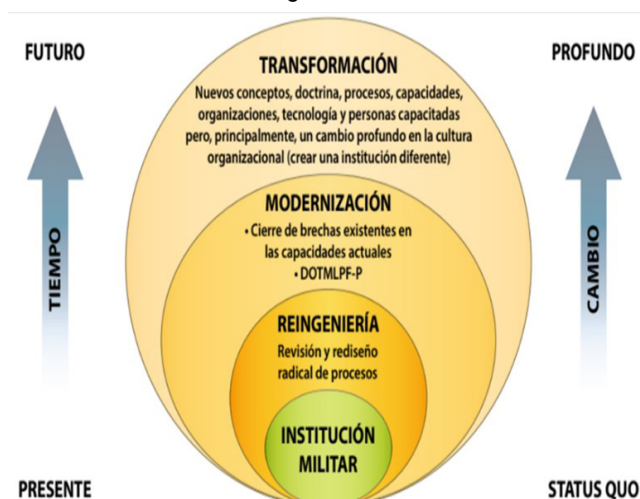 FUTURO
PROFUNDO
TRANSFORMACIÓN
Nuevos conceptos, doctrina, procesos, capacidades,
organizaciones, tecnología y personas capacitadas
pero, principalmente, un cambio profundo en la cultura
organizacional (crear una institución diferente)
MODERNIZACIÓN
• Cierre de brechas existentes en
las capacidades actuales
• DOTMLPF-P
TIEMPO
CAMBIO
REINGENIERÍA
Revisión y rediseño
radical de procesos
INSTITUCIÓN
MILITAR
PRESENTE
STATUS QUO